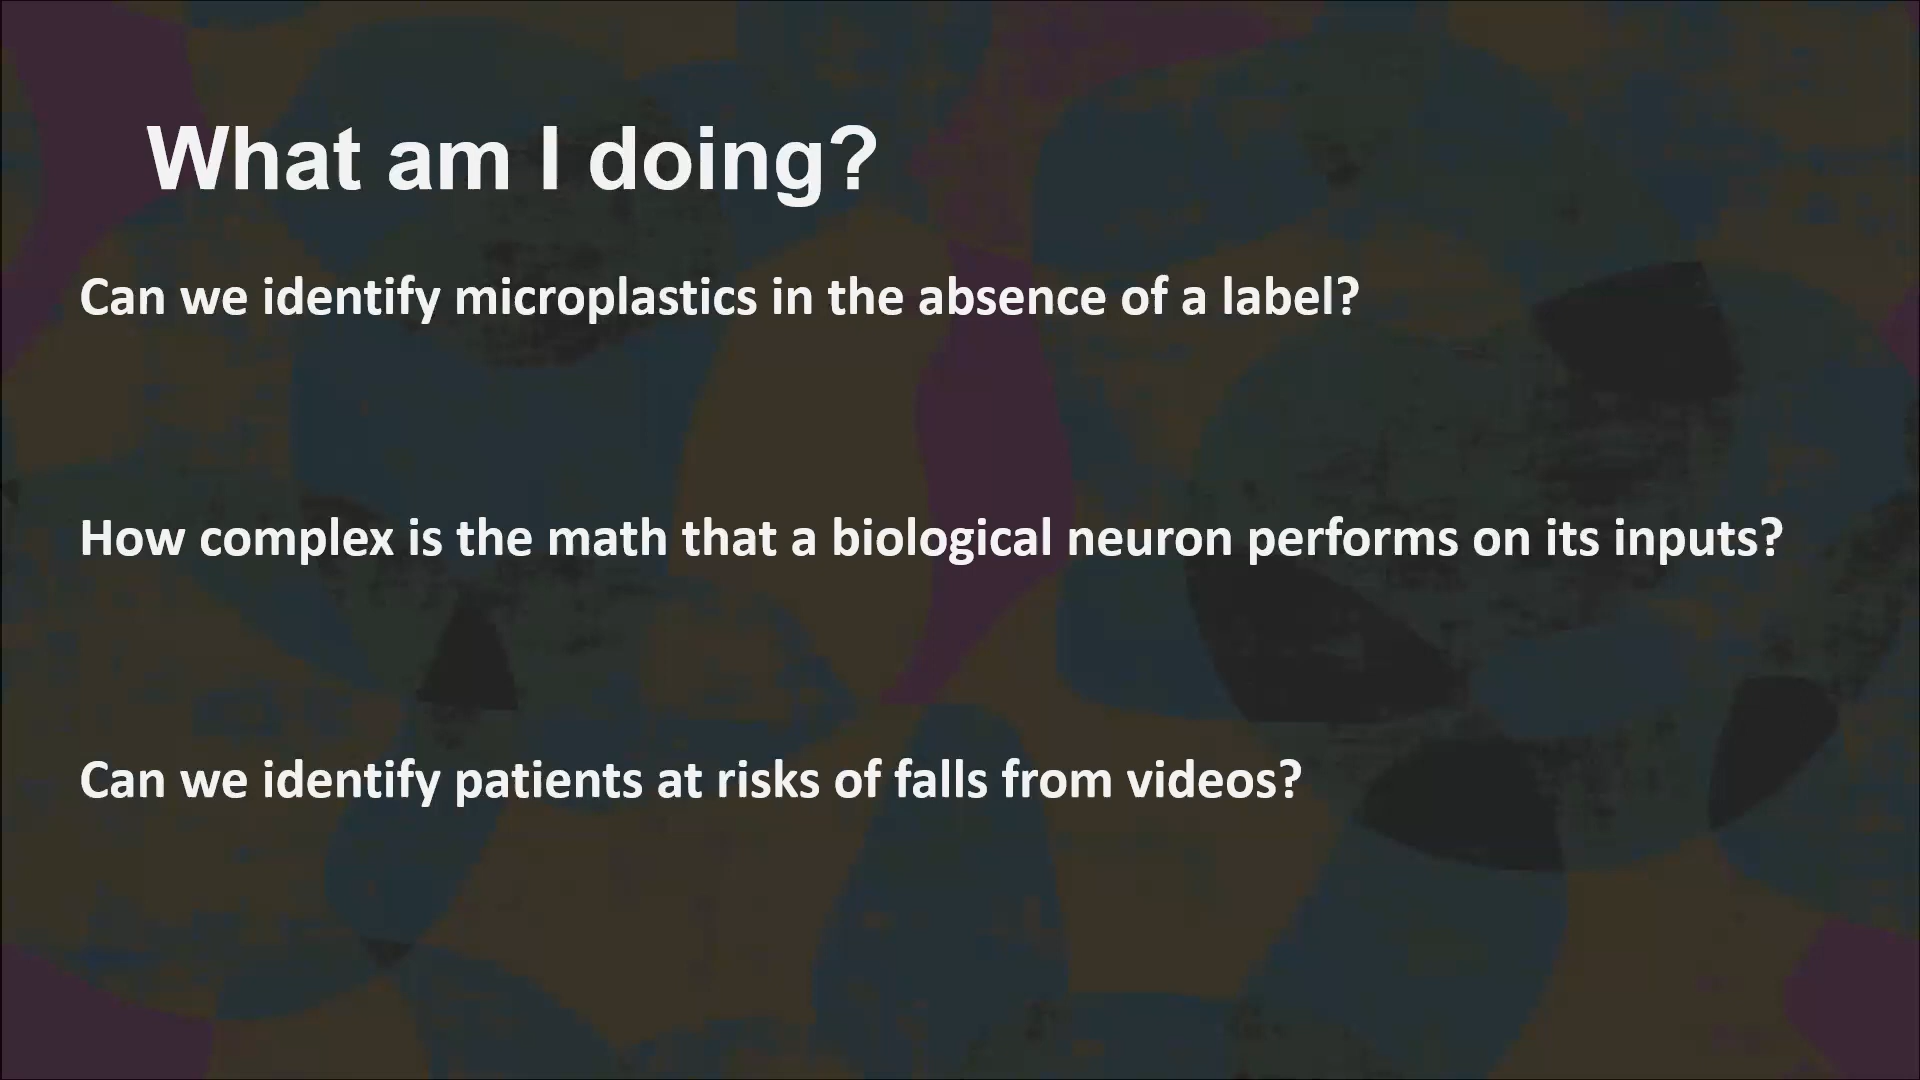 What am I doing?
Can we identify microplastics in the absence of a label?
How complex is the math that a biological neuron performs on its inputs?
Can we identify patients at risks of falls from videos?